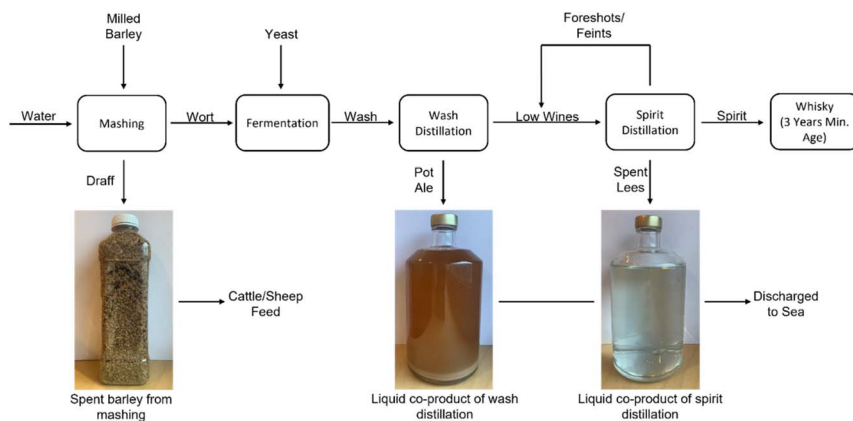 Milled
Barley
Yeast
Foreshots/
Feints
Water
Mashing
Wort
Fermentation
Wash
Wash
Distillation
Low Wines
Spirit
Distillation
Spirit
Whisky
(3 Years Min.
Age)
Draff
Pot
Ale
Spent
Lees
Cattle/Sheep
Feed
Discharged
to Sea
Spent barley from
mashing
Liquid co-product of wash
distillation
Liquid co-product of spirit
distillation